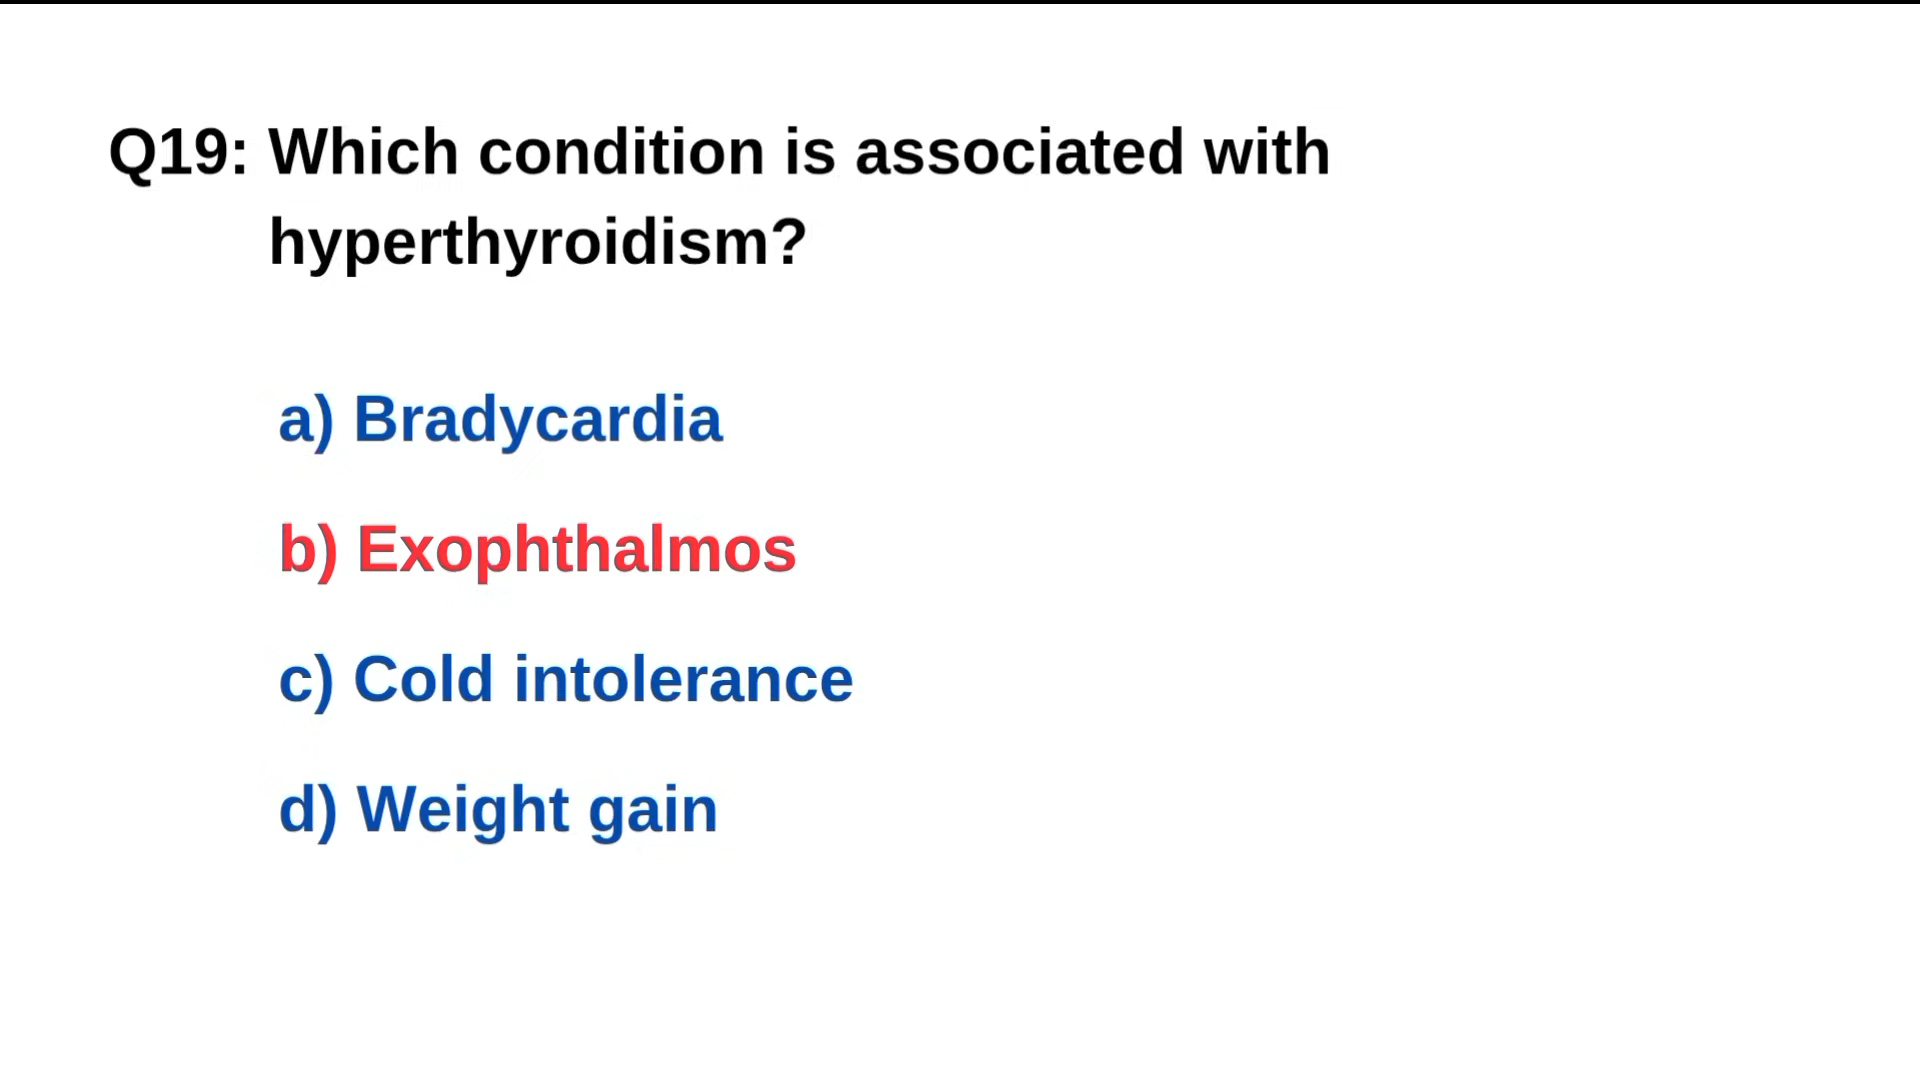 Q19: Which condition is associated with
hyperthyroidism?
a) Bradycardia
b) Exophthalmos
c) Cold intolerance
d) Weight gain